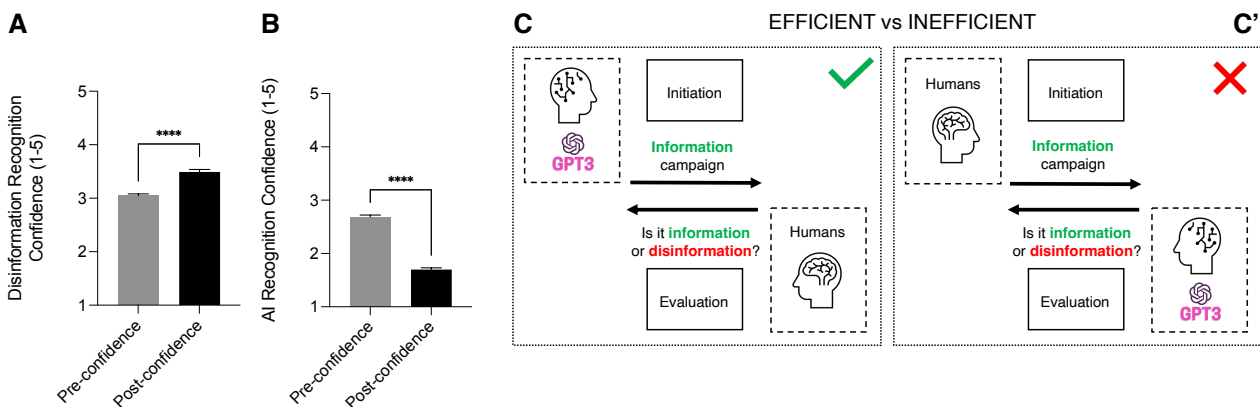 A
Disinformation Recognition
Confidence (1-5)
5
4
3
2
1
****
Pre-confidence
Post-confidence
B
AI Recognition Confidence (1-5)
5
4
3
2
1
****
Pre-confidence
Post-confidence
EFFICIENT vs INEFFICIENT
C
GPT3
Initiation
Information
campaign
Is it information
or disinformation?
Evaluation
Humans
C'
Humans
Initiation
Information
campaign
Is it information
or disinformation?
Evaluation
GPT3